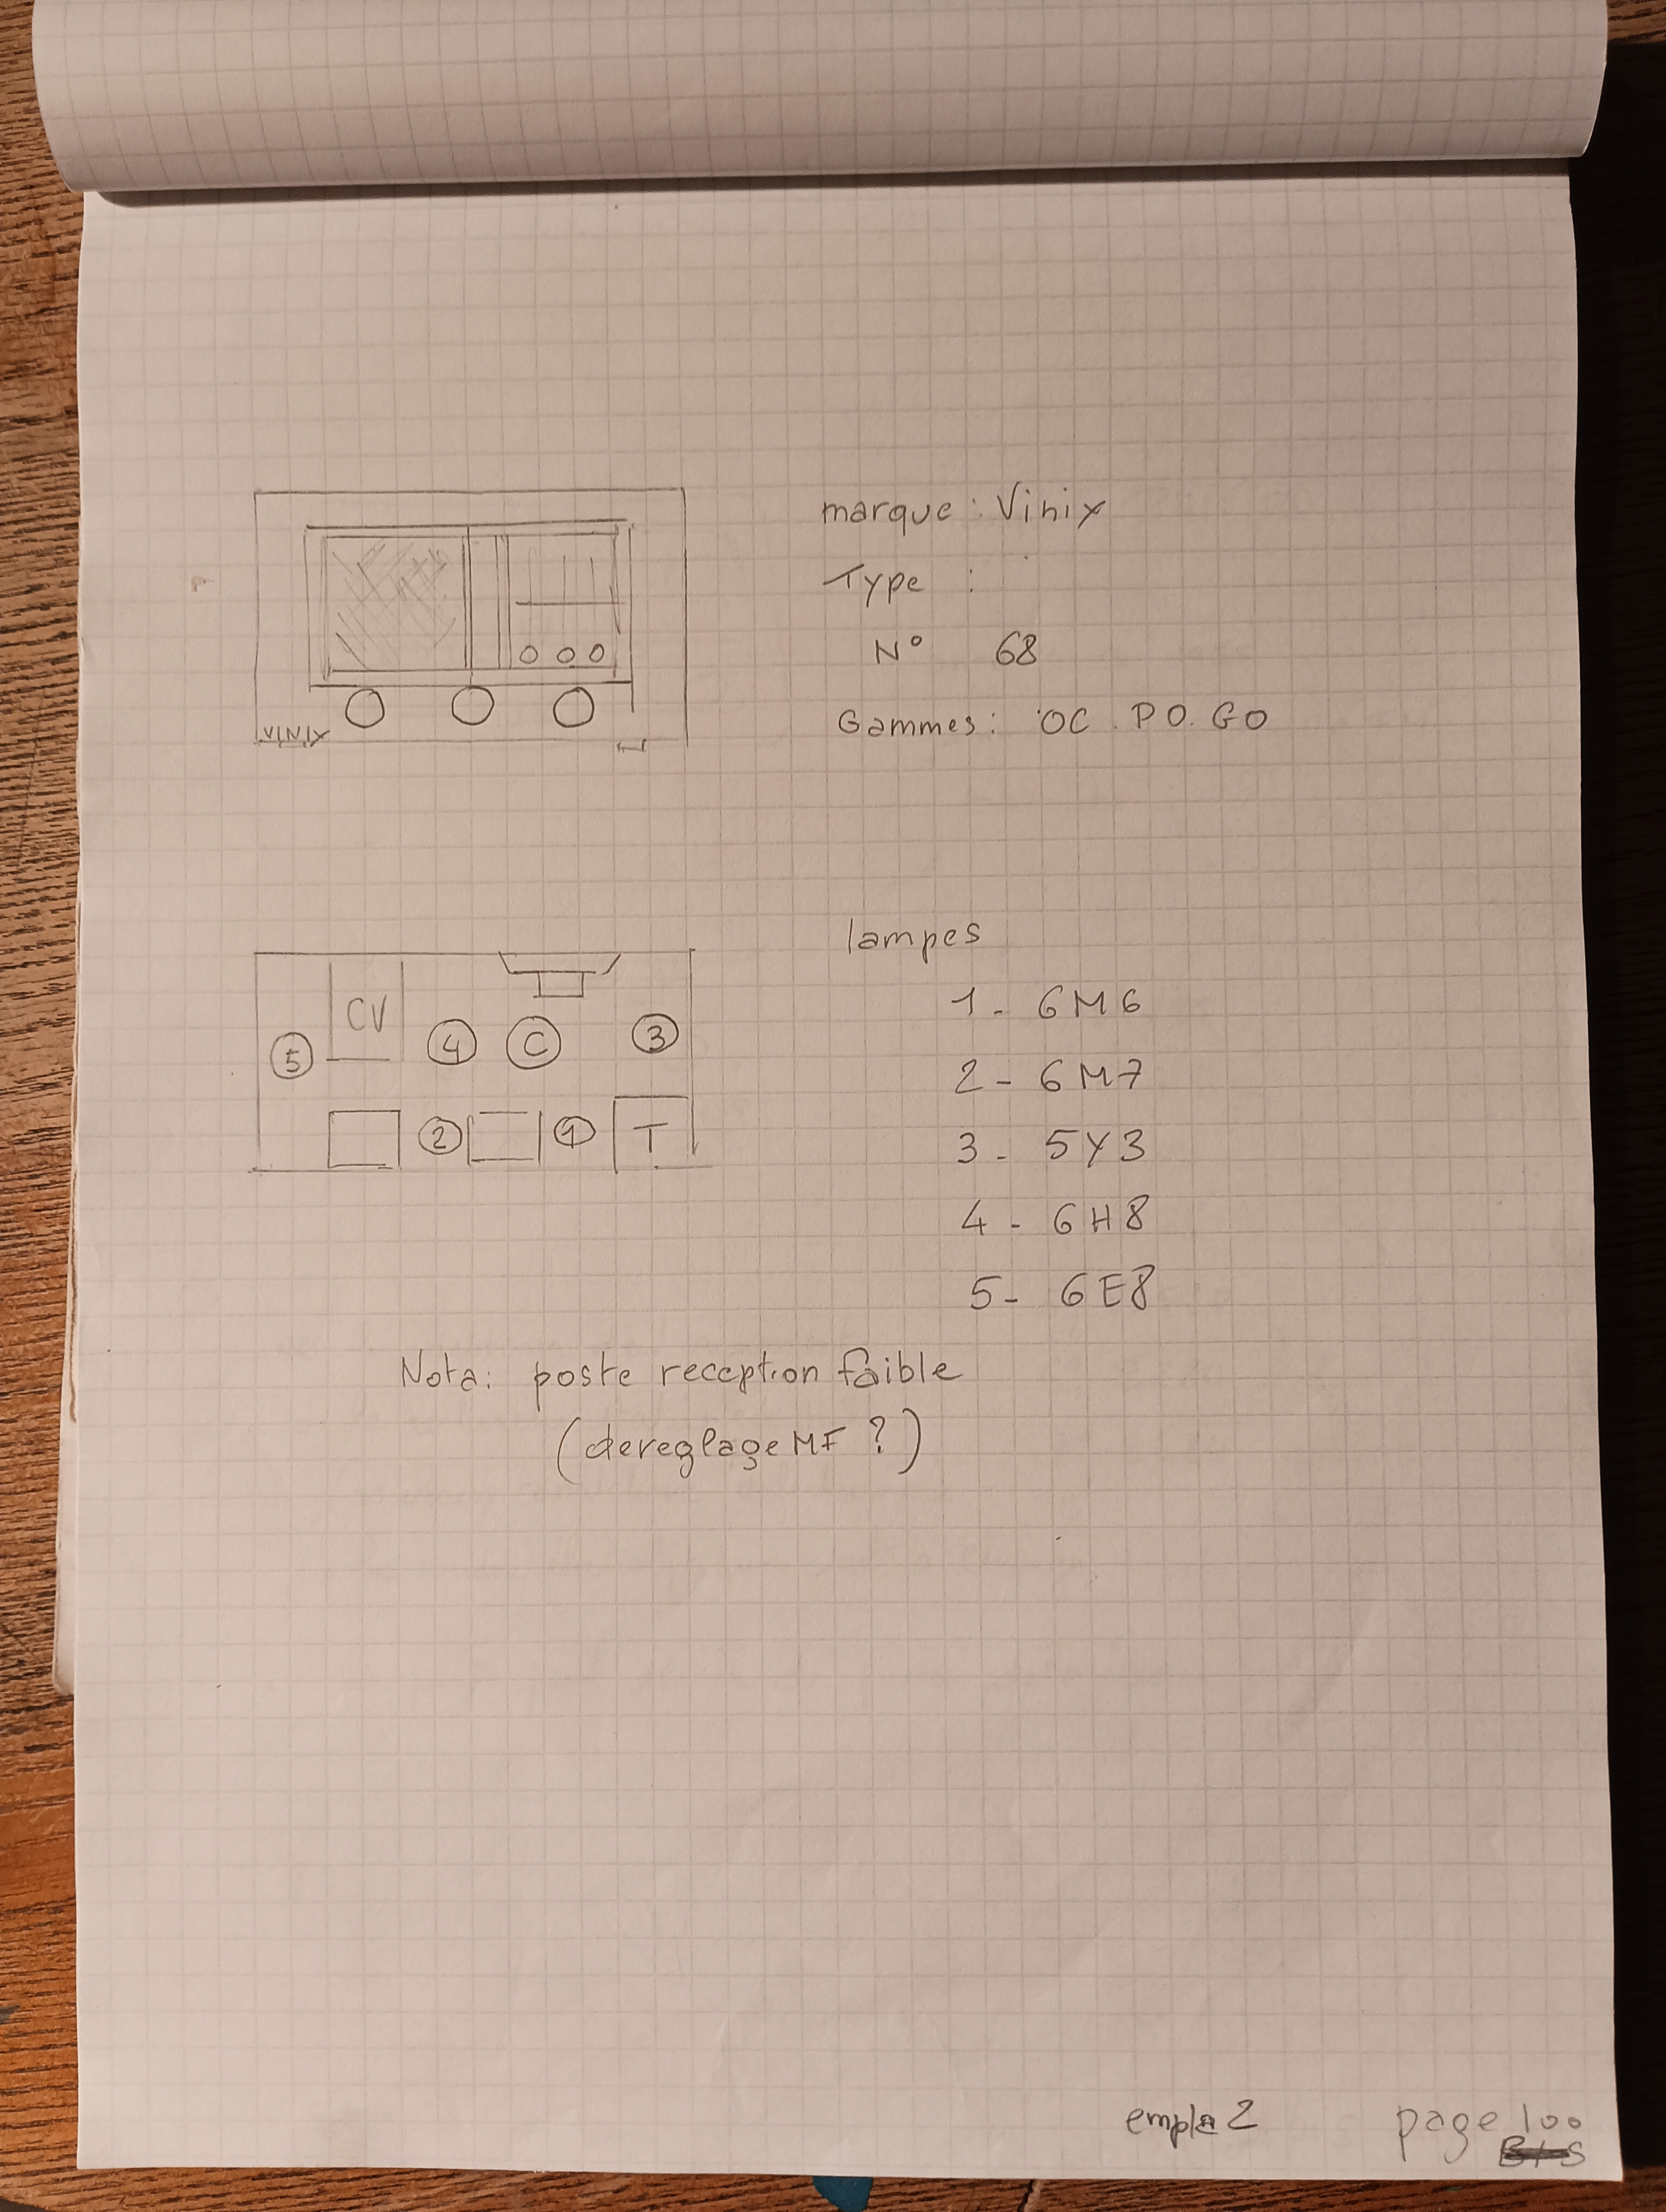 marque : Vinix
Type :
N° 68
Gammes : OC . PO . GO
VINIX
lampes
1 - 6M6
2 - 6M7
3 - 5Y3
4 - 6H8
5 - 6E8
CV
5 4 C 3
2 1 T
Nota: poste reception faible
(dereglage MF ?)
empla 2
page 100